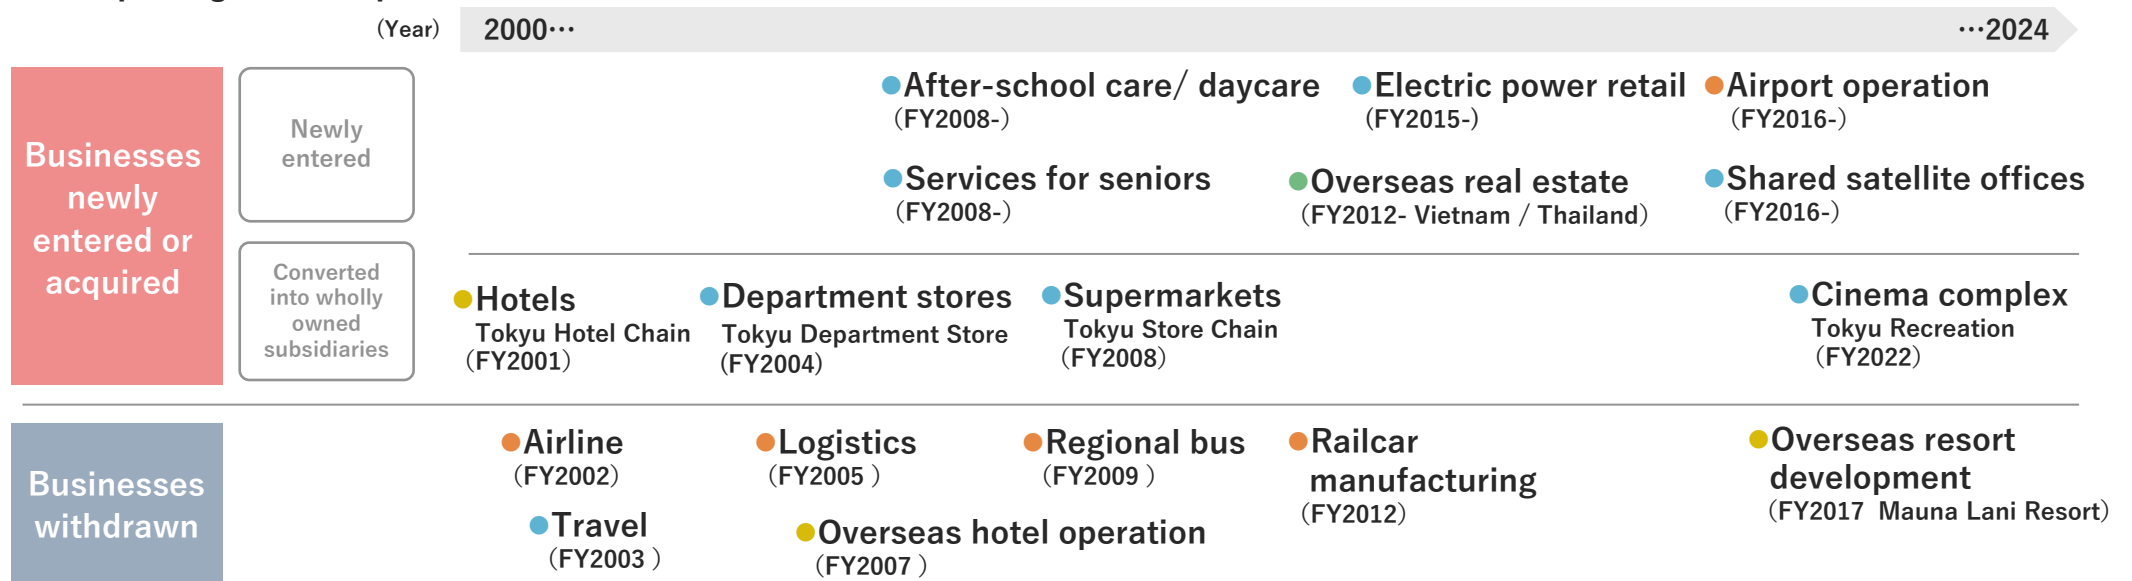 (Year)
2000…
…2024
Businesses
newly
entered or
acquired
Newly
entered
After-school care/ daycare
(FY2008-)
Electric power retail
(FY2015-)
Airport operation
(FY2016-)
Services for seniors
(FY2008-)
Overseas real estate
(FY2012- Vietnam / Thailand)
Shared satellite offices
(FY2016-)
Converted
into wholly
owned
subsidiaries
Hotels
Tokyu Hotel Chain
(FY2001)
Department stores
Tokyu Department Store
(FY2004)
Supermarkets
Tokyu Store Chain
(FY2008)
Cinema complex
Tokyu Recreation
(FY2022)
Businesses
withdrawn
Airline
(FY2002)
Logistics
(FY2005 )
Regional bus
(FY2009 )
Railcar
manufacturing
(FY2012)
Overseas resort
development
(FY2017 Mauna Lani Resort)
Travel
(FY2003 )
Overseas hotel operation
(FY2007 )